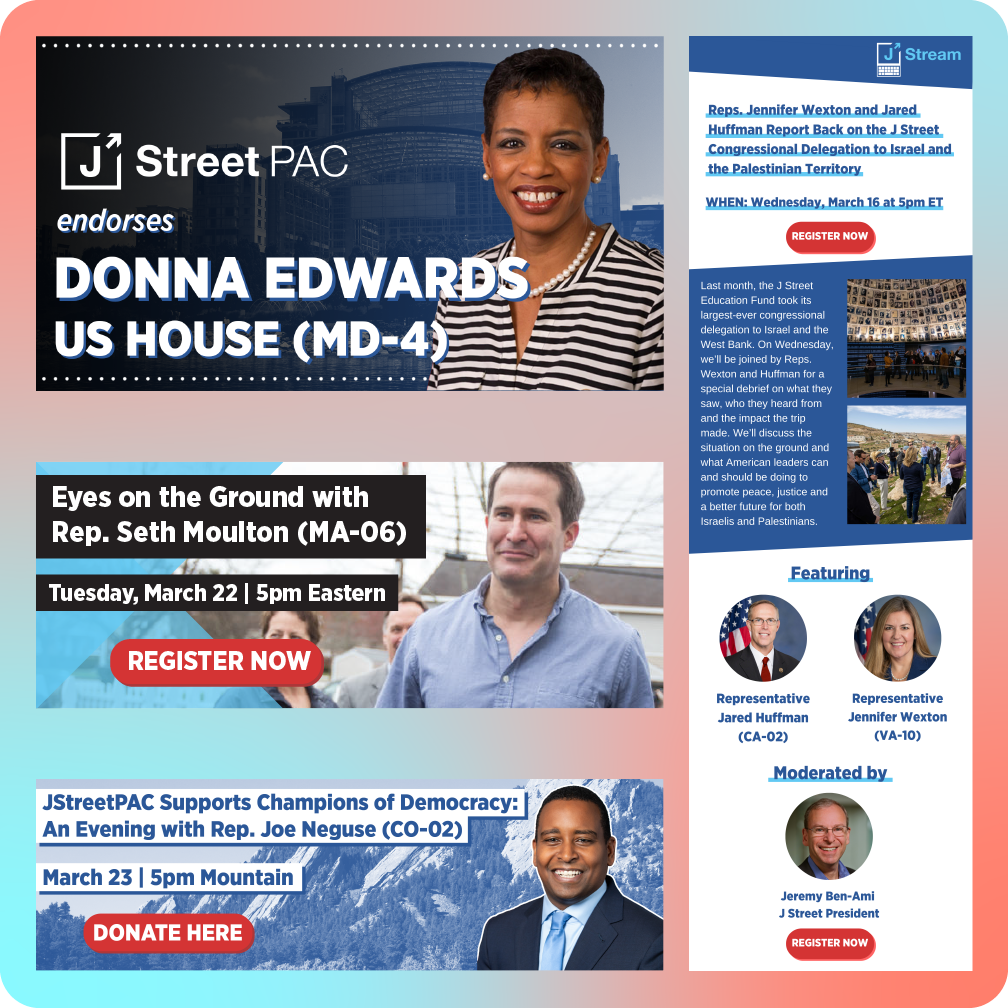 J Street PAC
endorses
DONNA EDWARDS
US HOUSE (MD-4)
Eyes on the Ground with
Rep. Seth Moulton (MA-06)
Tuesday, March 22 | 5pm Eastern
REGISTER NOW
JStreetPAC Supports Champions of Democracy:
An Evening with Rep. Joe Neguse (CO-02)
March 23 | 5pm Mountain
DONATE HERE
J Stream
Reps. Jennifer Wexton and Jared
Huffman Report Back on the J Street
Congressional Delegation to Israel and
the Palestinian Territory
WHEN: Wednesday, March 16 at 5pm ET
REGISTER NOW
Last month, the J Street
Education Fund took its
largest-ever congressional
delegation to Israel and the
West Bank. On Wednesday,
we'll be joined by Reps.
Wexton and Huffman for a
special debrief on what they
saw, who they heard from
and the impact the trip
made. We'll discuss the
situation on the ground and
what American leaders can
and should be doing to
promote peace, justice and
a better future for both
Israelis and Palestinians.
Featuring
Representative
Jared Huffman
(CA-02)
Representative
Jennifer Wexton
(VA-10)
Moderated by
Jeremy Ben-Ami
J Street President
REGISTER NOW